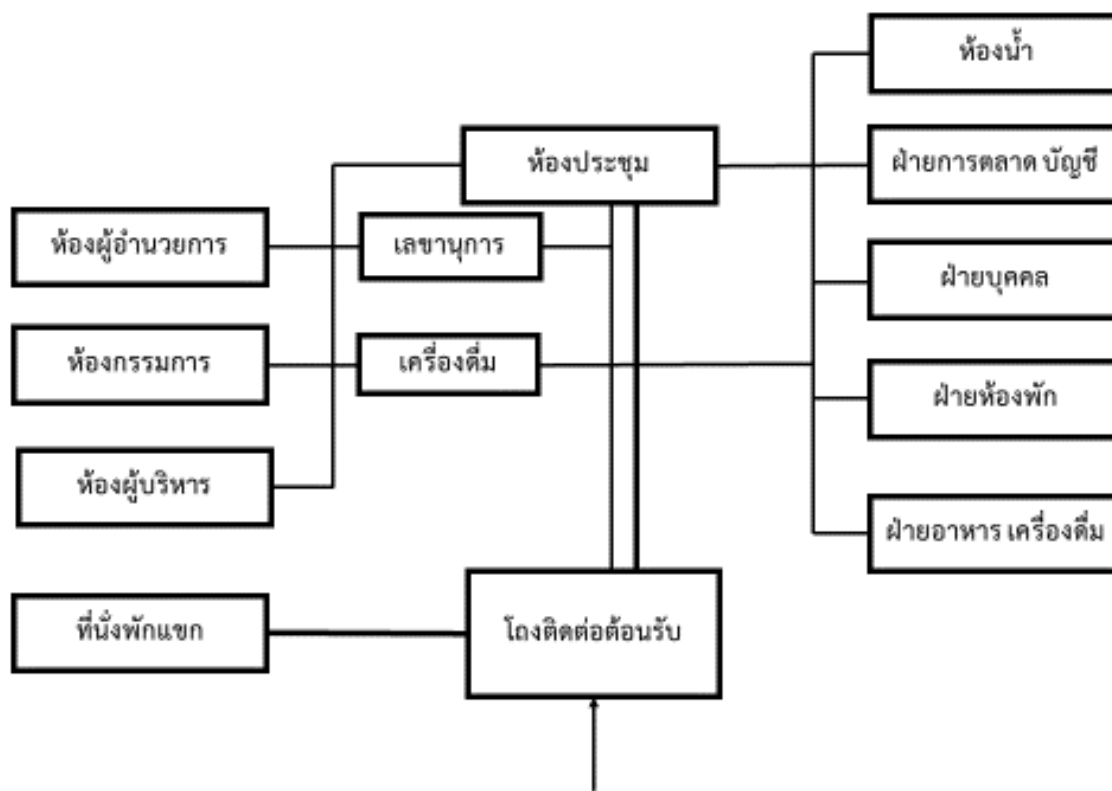 ห้องน้ำ
ห้องประชุม
ฝ่ายการตลาด บัญชี
ห้องผู้อำนวยการ
เลขานุการ
ฝ่ายบุคคล
ห้องกรรมการ
เครื่องดื่ม
ฝ่ายห้องพัก
ห้องผู้บริหาร
ฝ่ายอาหาร เครื่องดื่ม
ที่นั่งพักแขก
โถงติดต่อต้อนรับ